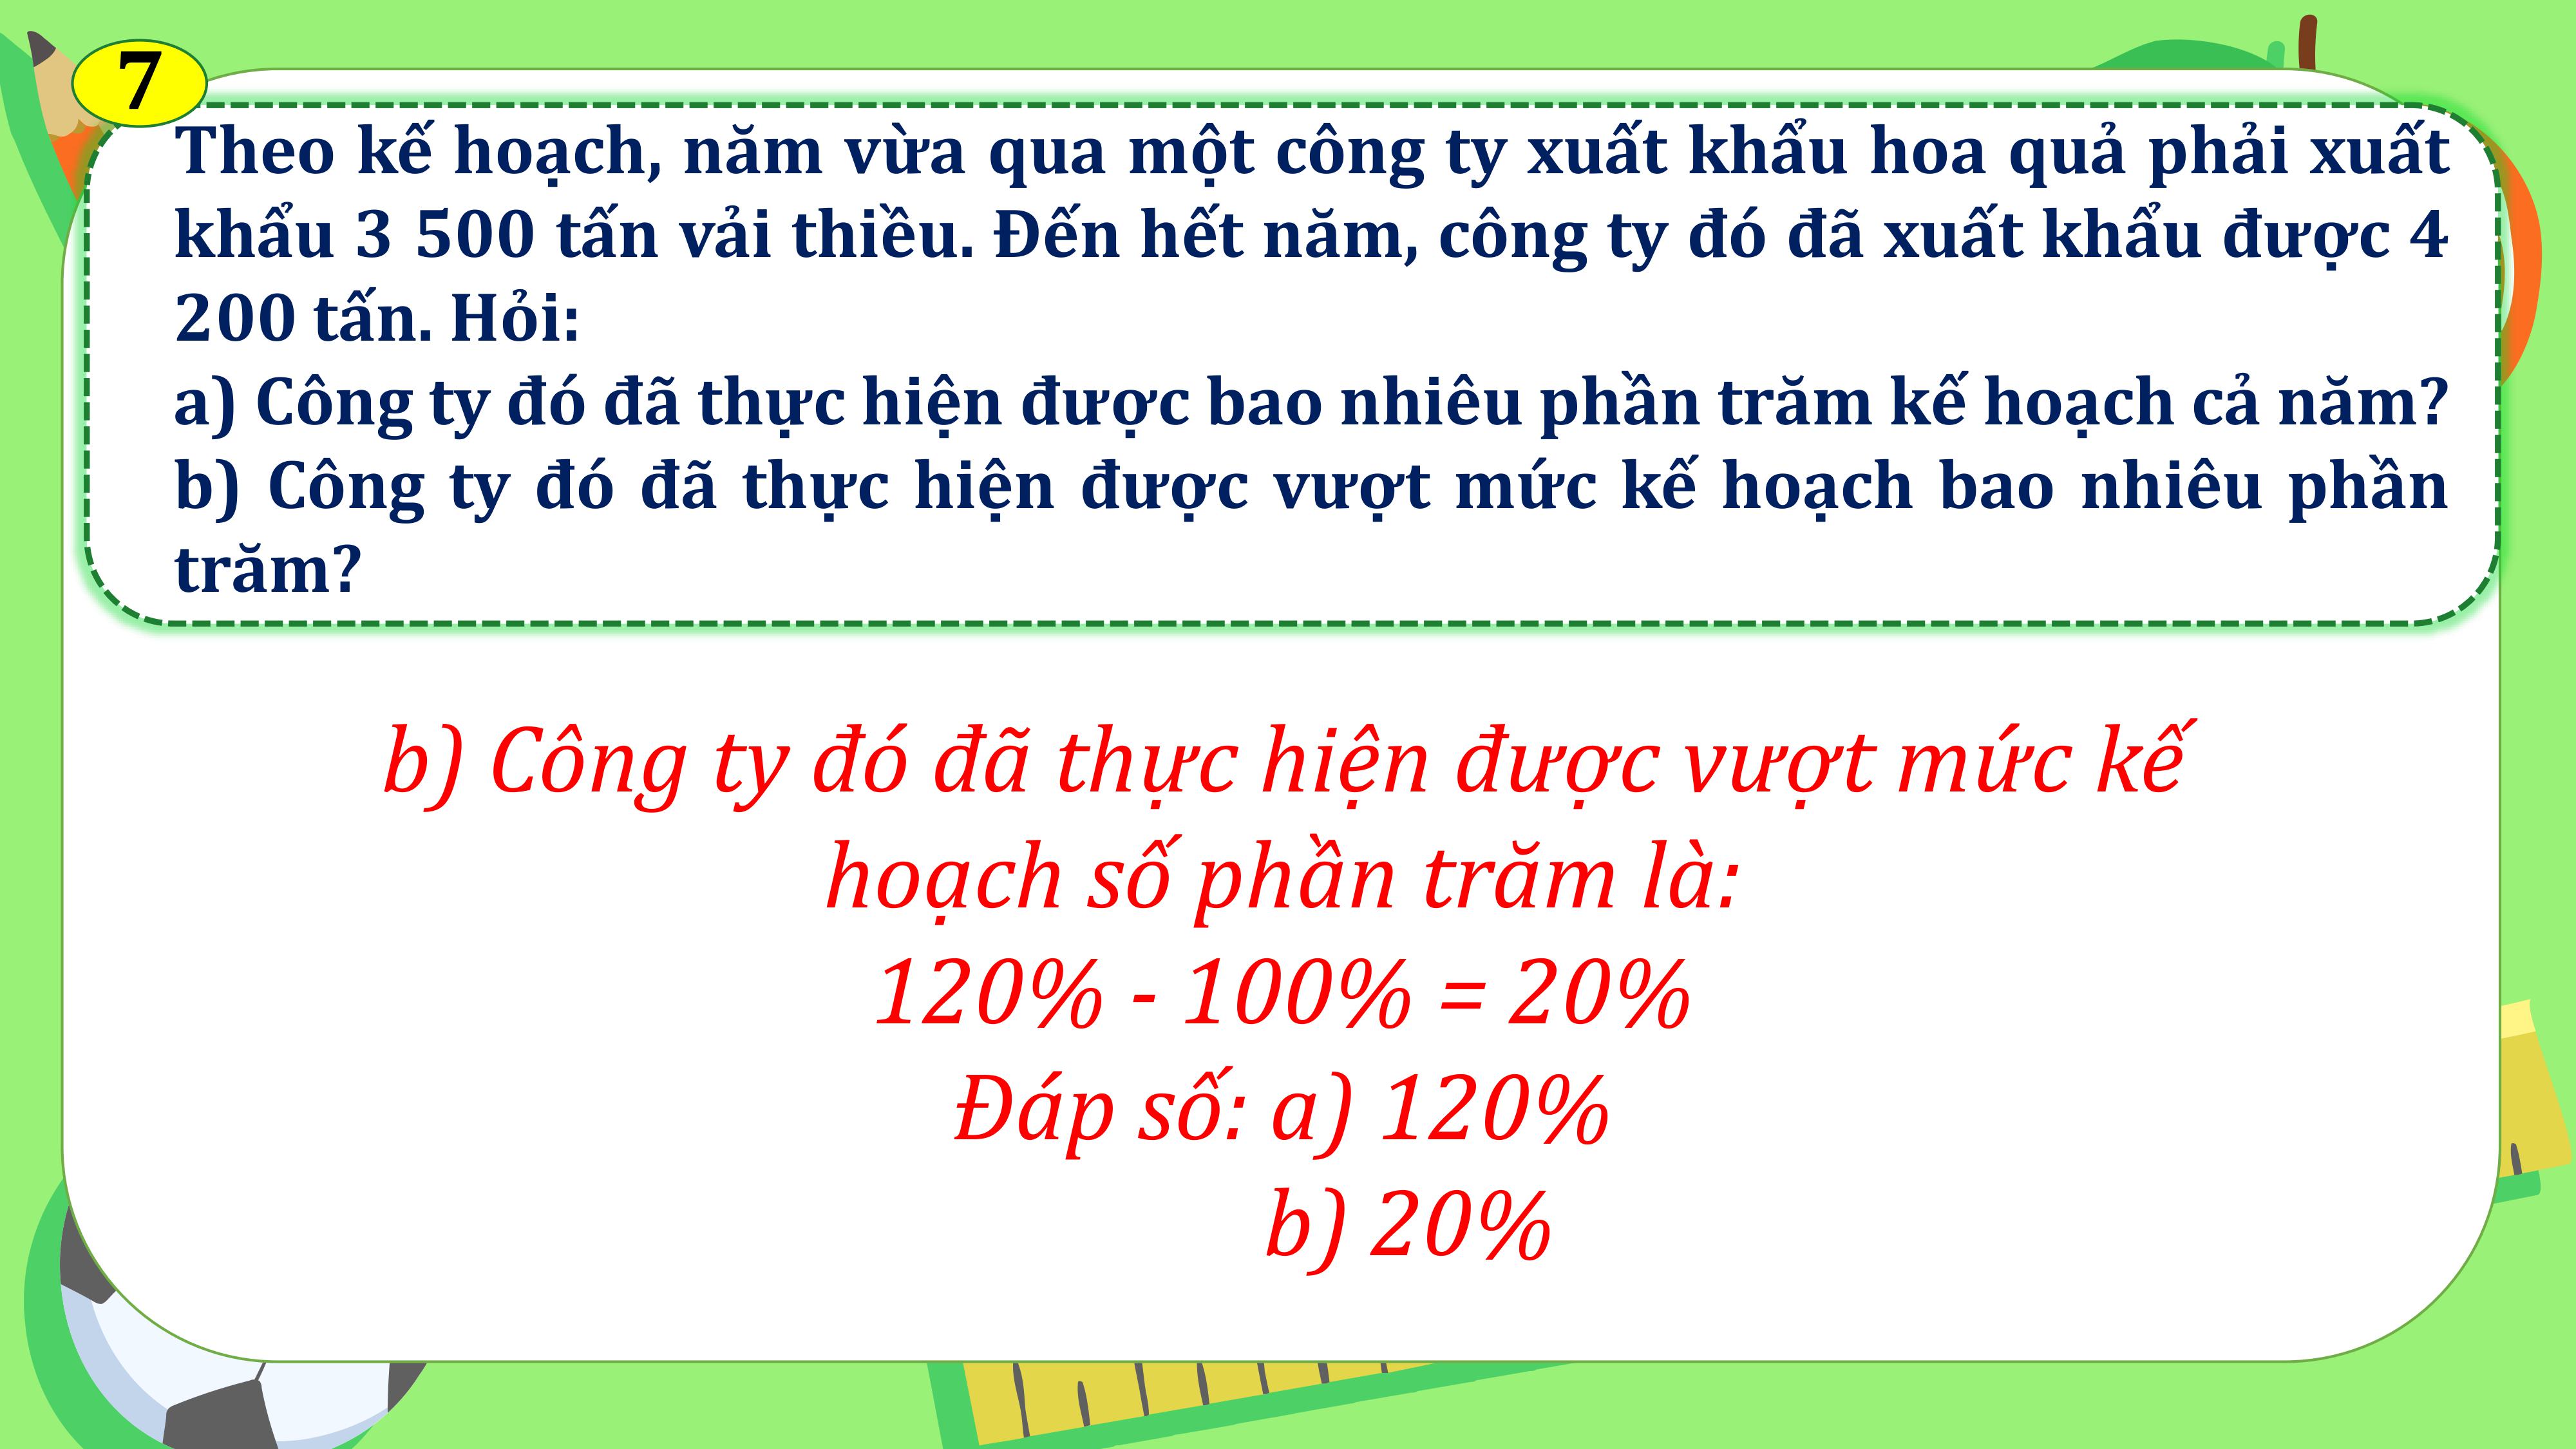 7
Theo kế hoạch, năm vừa qua một công ty xuất khẩu hoa quả phải xuất
khẩu 3 500 tấn vải thiều. Đến hết năm, công ty đó đã xuất khẩu được 4
200 tấn. Hỏi:
a) Công ty đó đã thực hiện được bao nhiêu phần trăm kế hoạch cả năm?
b) Công ty đó đã thực hiện được vượt mức kế hoạch bao nhiêu phần
trăm?
b) Công ty đó đã thực hiện được vượt mức kế
hoạch số phần trăm là:
120% - 100% = 20%
Đáp số: a) 120%
b) 20%